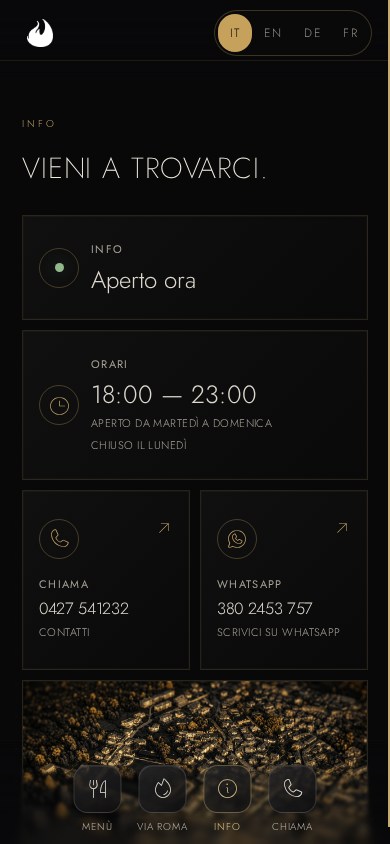 IT EN DE FR
INFO
VIENI A TROVARCI.
INFO
Aperto ora
ORARI
18:00 — 23:00
APERTO DA MARTEDÌ A DOMENICA
CHIUSO IL LUNEDÌ
CHIAMA
0427 541232
CONTATTI
WHATSAPP
380 2453 757
SCRIVICI SU WHATSAPP
MENÙ VIA ROMA INFO CHIAMA